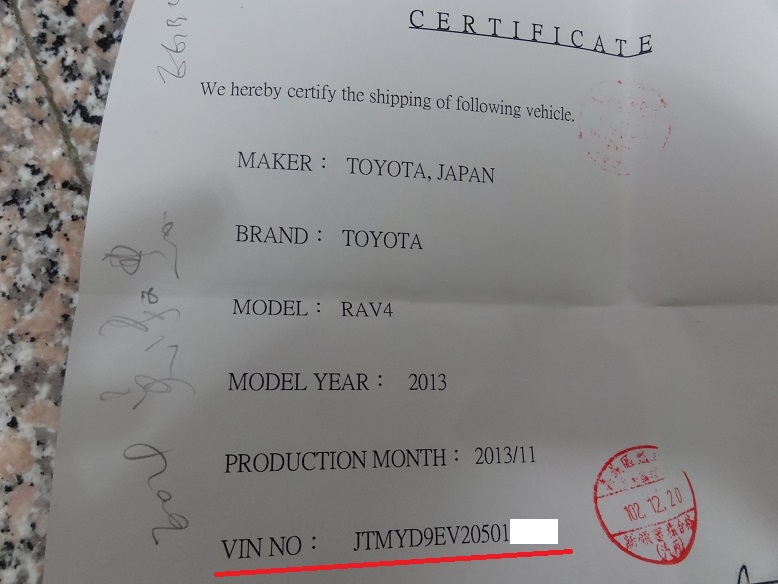 CERTIFICATE
We hereby certify the shipping of following vehicle.
MAKER： TOYOTA, JAPAN
BRAND： TOYOTA
MODEL： RAV4
MODEL YEAR： 2013
PRODUCTION MONTH： 2013/11
VIN NO： JTMYD9EV20501
102.12.20